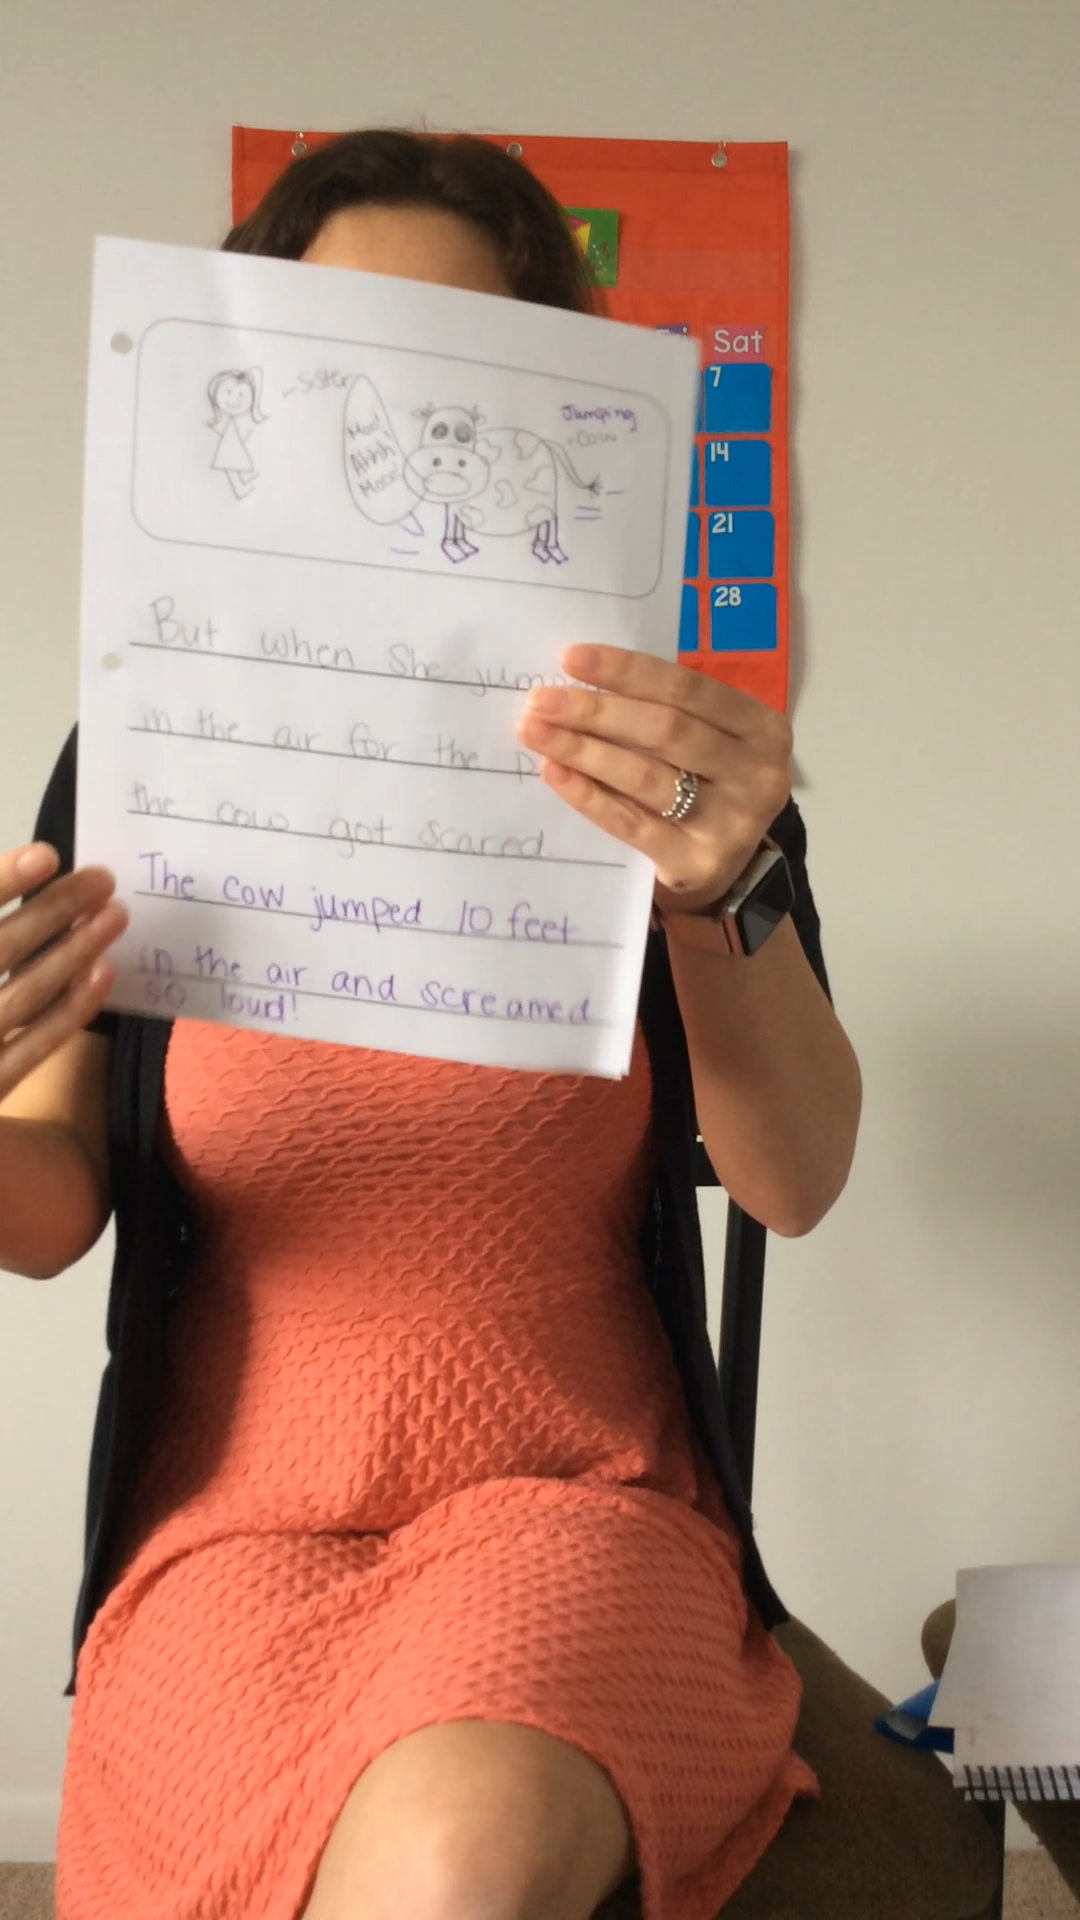 Sat
7
14
21
28
-Sister
Moo!
Ahhh!
Mooo!
Jumping
-cow
But when She
in the air for the
the cow got scared.
The cow jumped 10 feet
in the air and screamed
so loud!